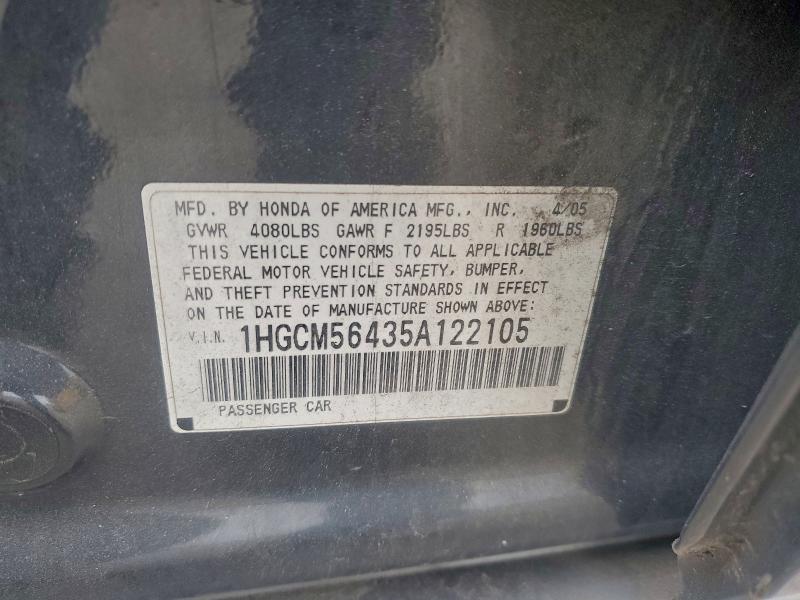 MFD. BY HONDA OF AMERICA MFG., INC. 4/05
GVWR 4080LBS GAWR F 2195LBS R 1960LBS
THIS VEHICLE CONFORMS TO ALL APPLICABLE
FEDERAL MOTOR VEHICLE SAFETY, BUMPER,
AND THEFT PREVENTION STANDARDS IN EFFECT
ON THE DATE OF MANUFACTURE SHOWN ABOVE:
V.I.N. 1HGCM56435A122105
PASSENGER CAR